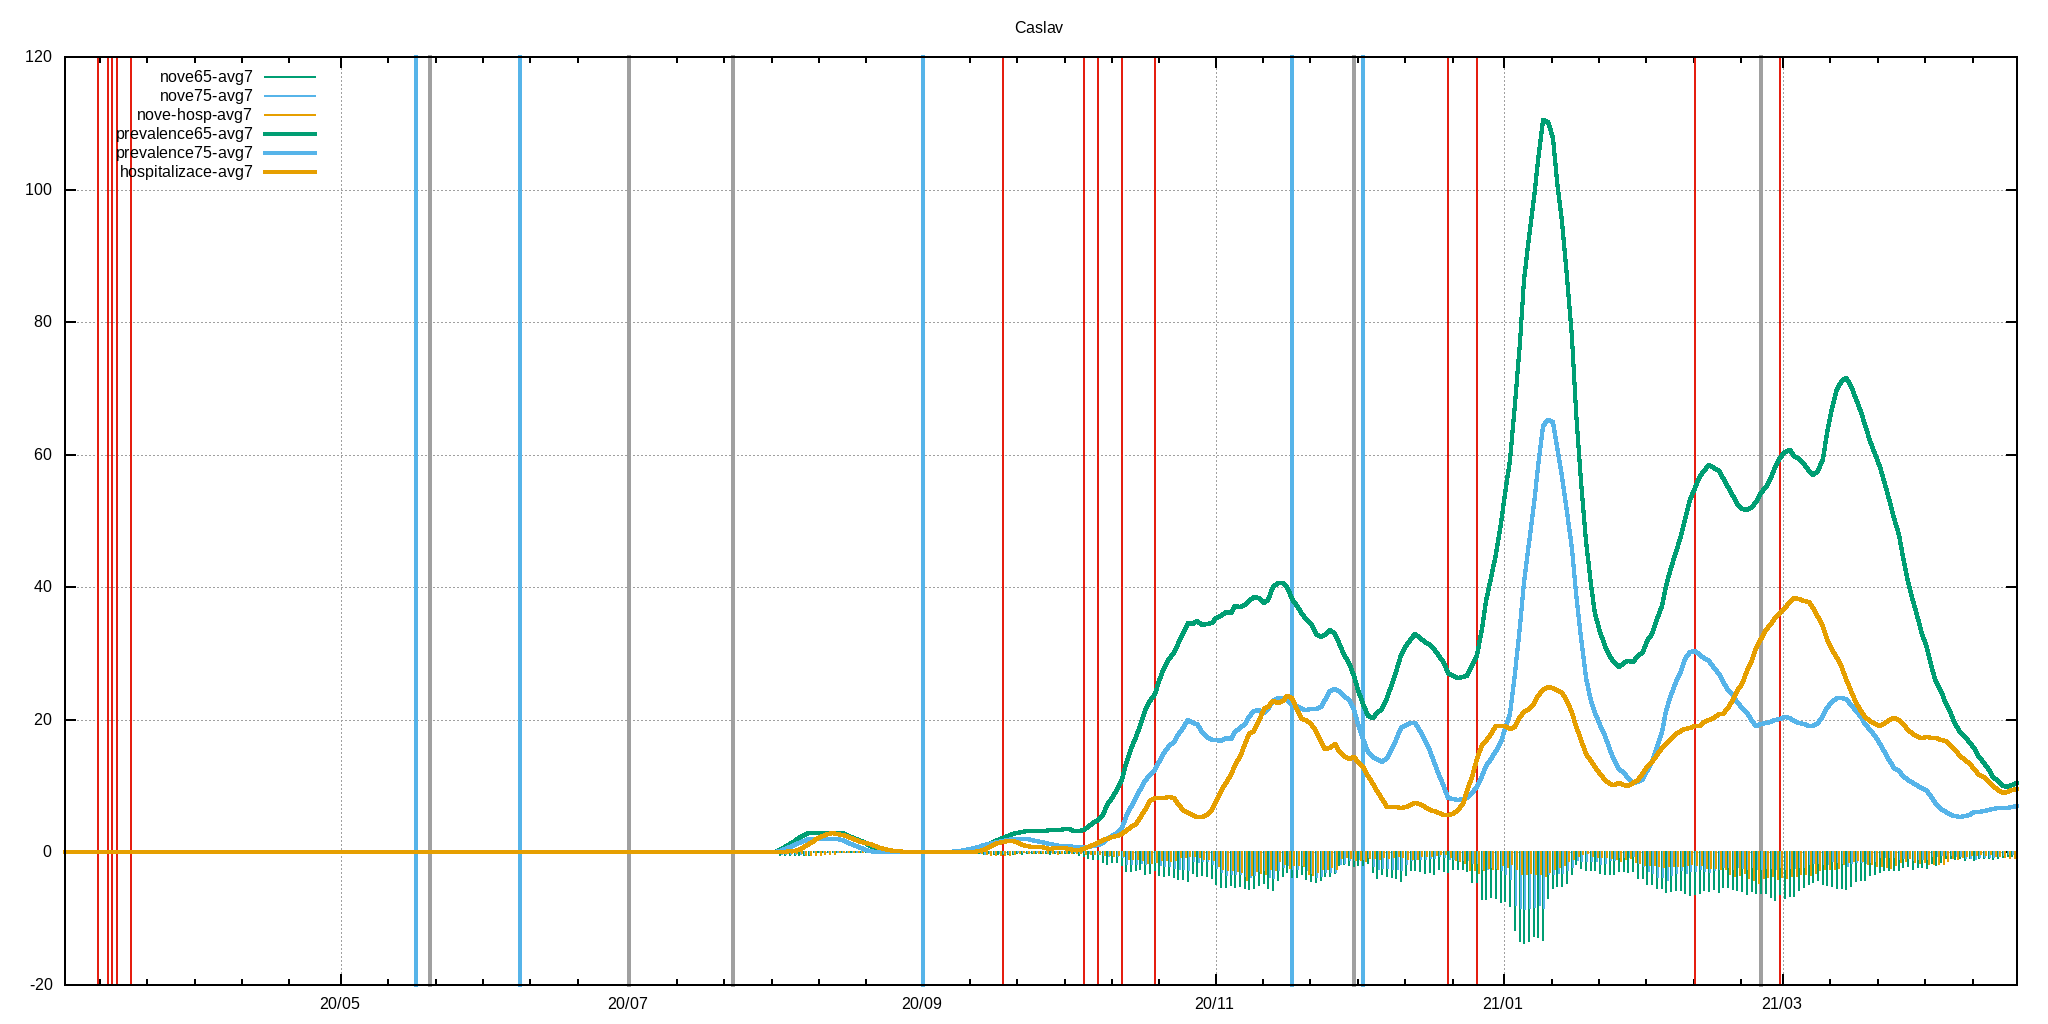 Caslav
120
nove65-avg7
nove75-avg7
nove-hosp-avg7
prevalence65-avg7
prevalence75-avg7
hospitalizace-avg7
100
80
60
40
20
0
-20
20/05 20/07 20/09 20/11 21/01 21/03